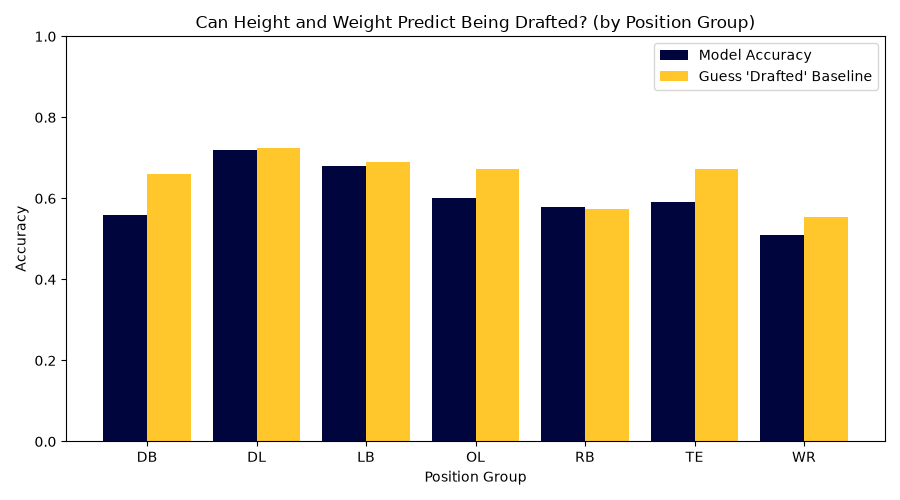 Can Height and Weight Predict Being Drafted? (by Position Group)
Model Accuracy
Guess 'Drafted' Baseline
Accuracy
1.0
0.8
0.6
0.4
0.2
0.0
DB DL LB OL RB TE WR
Position Group